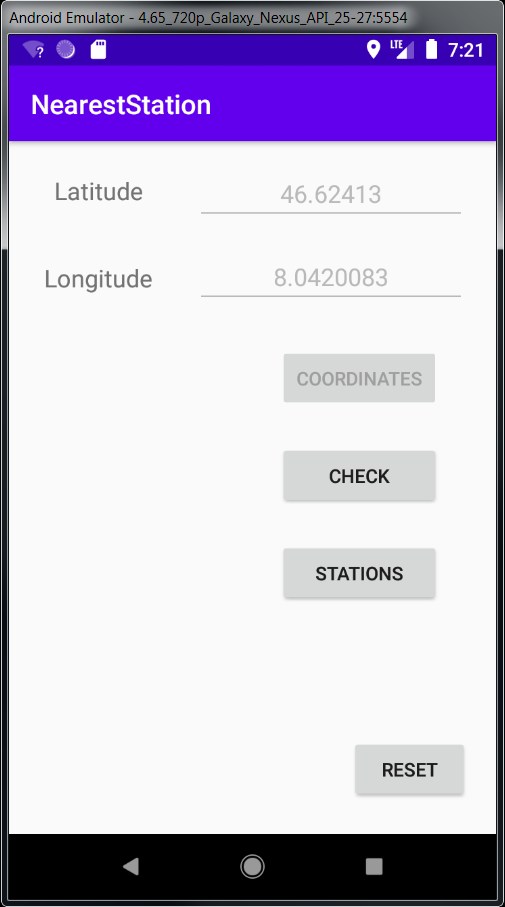 Android Emulator - 4.65_720p_Galaxy_Nexus_API_25-27:5554
? LTE 7:21
NearestStation
Latitude 46.62413
Longitude 8.0420083
COORDINATES
CHECK
STATIONS
RESET